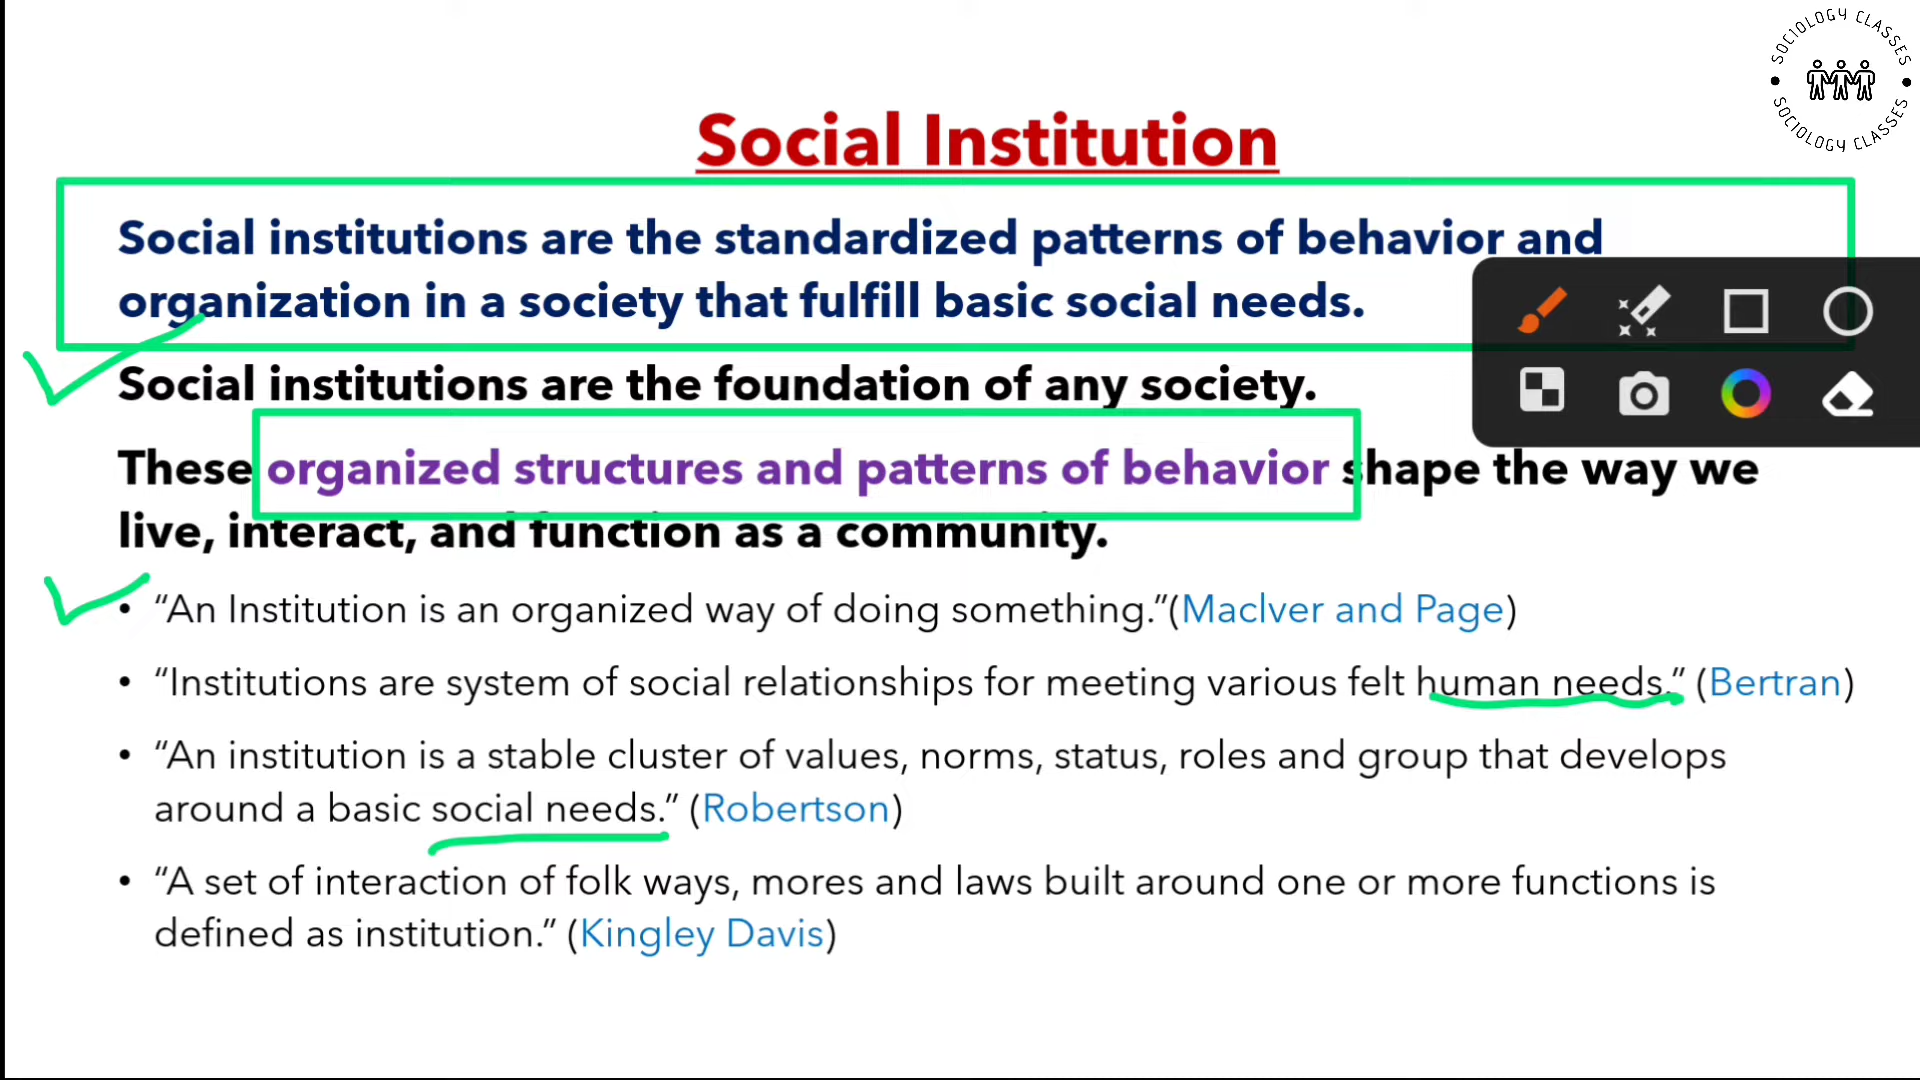 SOCIOLOGY CLASSES
SOCIOLOGY CLASSES
Social Institution
Social institutions are the standardized patterns of behavior and
organization in a society that fulfill basic social needs.
Social institutions are the foundation of any society.
These organized structures and patterns of behavior shape the way we
live, interact, and function as a community.
• “An Institution is an organized way of doing something.”(MacIver and Page)
• “Institutions are system of social relationships for meeting various felt human needs.” (Bertran)
• “An institution is a stable cluster of values, norms, status, roles and group that develops
around a basic social needs.” (Robertson)
• “A set of interaction of folk ways, mores and laws built around one or more functions is
defined as institution.” (Kingley Davis)